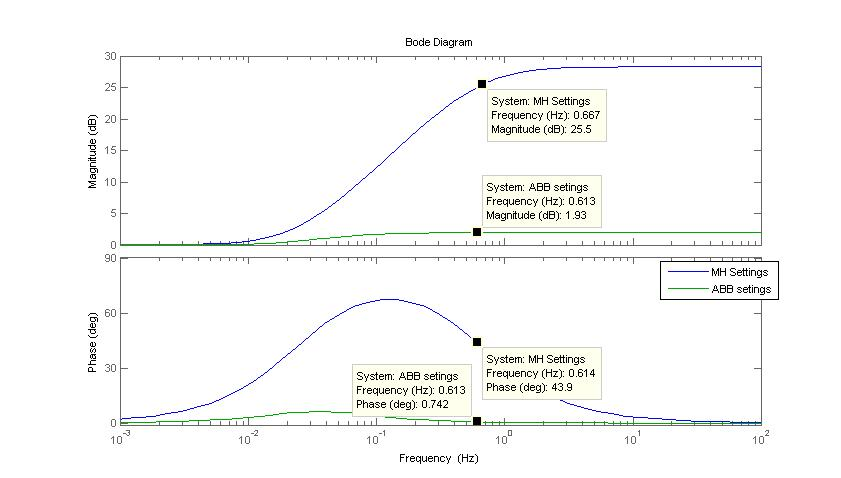 Bode Diagram
30
25
20
15
10
5
0
Magnitude (dB)
System: MH Settings
Frequency (Hz): 0.667
Magnitude (dB): 25.5
System: ABB setings
Frequency (Hz): 0.613
Magnitude (dB): 1.93
90
60
30
0
Phase (deg)
MH Settings
ABB setings
System: MH Settings
Frequency (Hz): 0.614
Phase (deg): 43.9
System: ABB setings
Frequency (Hz): 0.613
Phase (deg): 0.742
10^-3 10^-2 10^-1 10^0 10^1 10^2
Frequency (Hz)